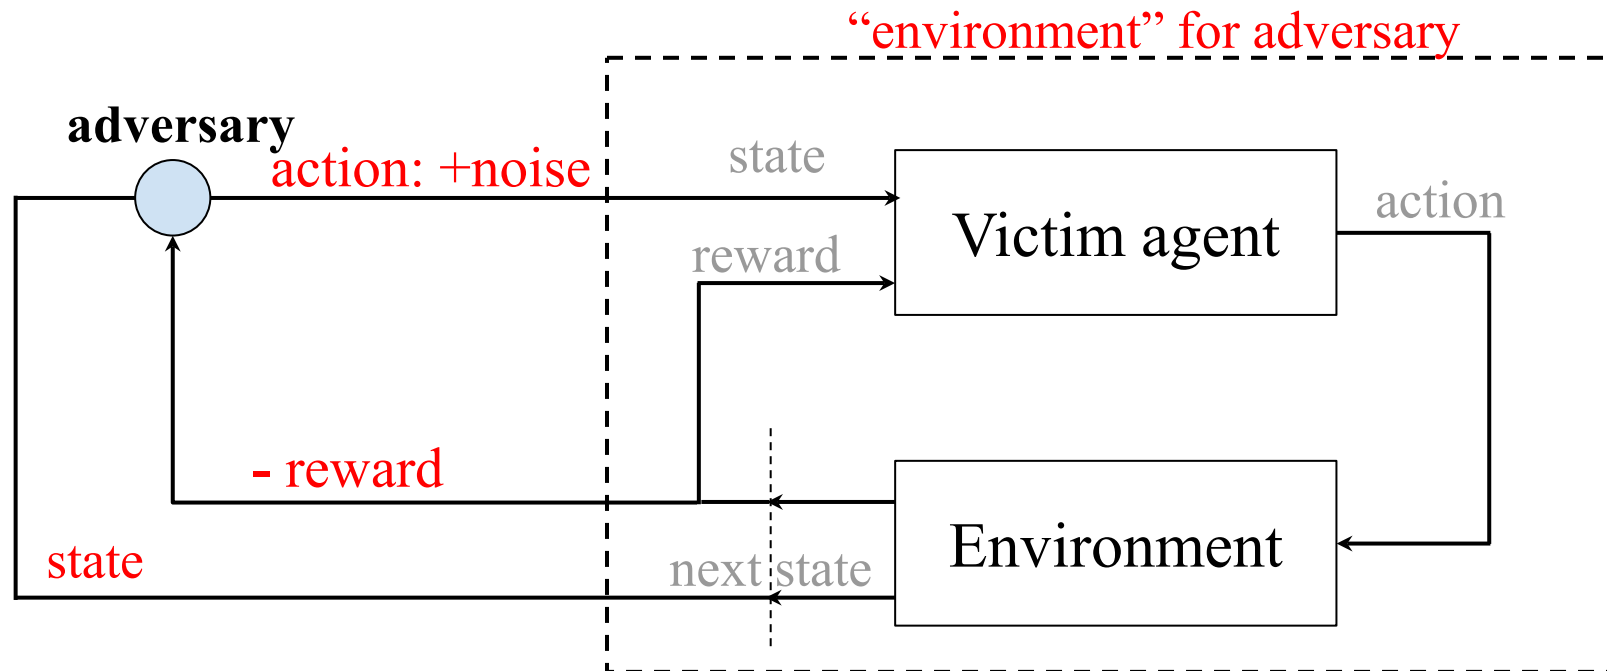 “environment” for adversary
adversary
action: +noise
state
action
Victim agent
reward
- reward
Environment
state
next state